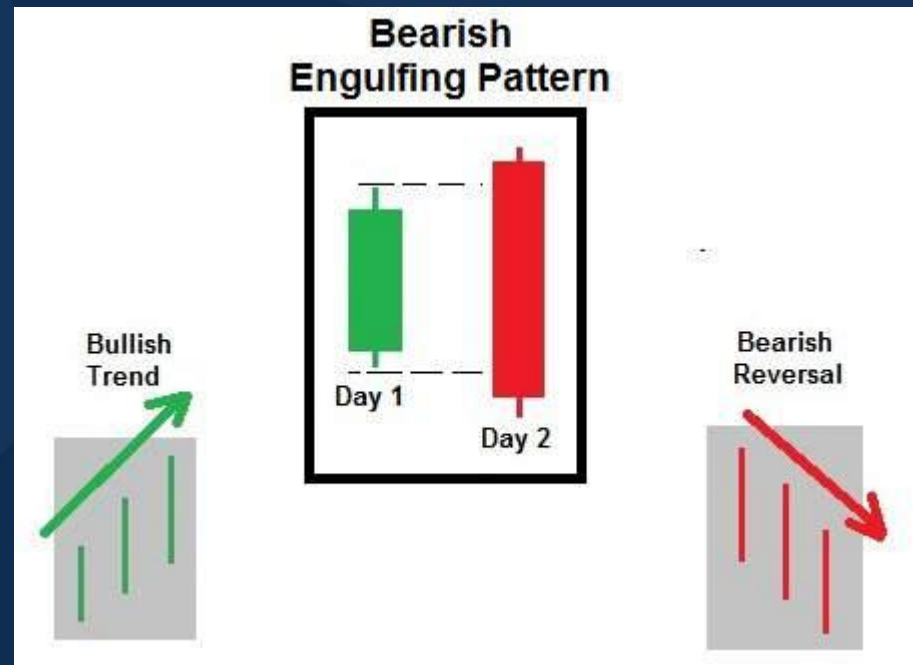 Bearish
Engulfing Pattern
Bullish
Trend
Day 1
Day 2
Bearish
Reversal